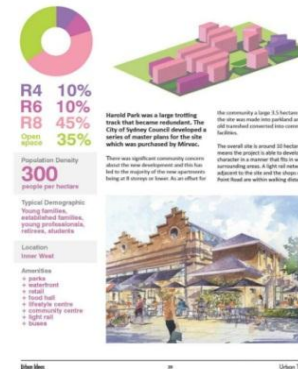 R4 10%
R6 10%
R8 45%
Open space 35%
Population Density
300
people per hectare
Typical Demographic
Young families,
established families,
young professionals,
retirees, students
Location
Inner West
Amenities
+ parks
+ waterfront
+ retail
+ food hall
+ lifestyle centre
+ community centre
+ light rail
+ buses
Harold Park was a large trotting
track that became redundant. The
City of Sydney Council developed a
series of master plans for the site
which was purchased by Mirvac.
There was significant community concern
about the new development and this has
led to the majority of the new apartments
being at 8 storeys or lower. As an offset for
the community a large 3.5 hectares
the site was made into parkland a
old tramshed converted into com
facilities.
The overall site is around 10 hectar
means the project is able to develo
character in a manner that fits in w
surrounding areas. A light rail netw
adjacent to the site and the shops
Point Road are within walking dista
Urban Ideas